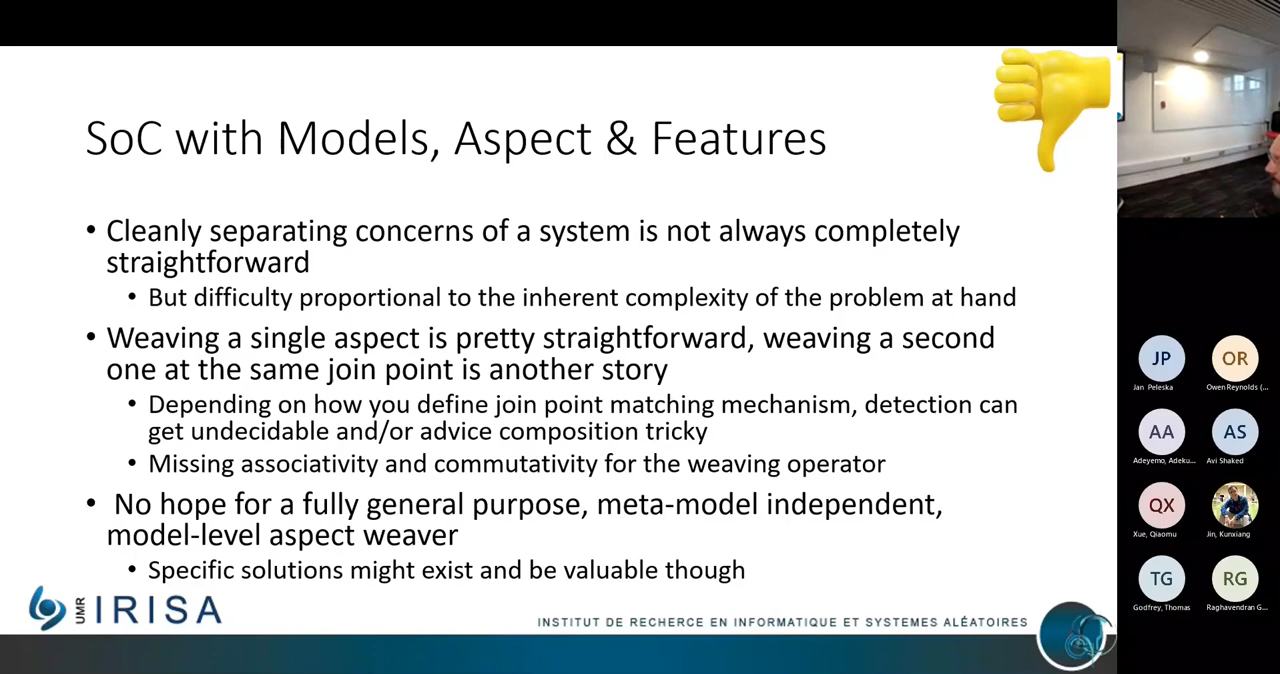 SoC with Models, Aspect & Features
• Cleanly separating concerns of a system is not always completely
straightforward
• But difficulty proportional to the inherent complexity of the problem at hand
• Weaving a single aspect is pretty straightforward, weaving a second
one at the same join point is another story
• Depending on how you define join point matching mechanism, detection can
get undecidable and/or advice composition tricky
• Missing associativity and commutativity for the weaving operator
• No hope for a fully general purpose, meta-model independent,
model-level aspect weaver
• Specific solutions might exist and be valuable though
UMR IRISA
INSTITUT DE RECHERCE EN INFORMATIQUE ET SYSTEMES ALÉATOIRES
JP
OR
Jan Peleska
Owen Reynolds (...
AA
AS
Adeyemo, Adeku...
Avi Shaked
QX
Xue, Qiaomu
Jin, Kunxiang
TG
RG
Godfrey, Thomas
Raghavendran G...